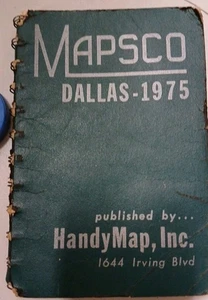 MAPSCO
DALLAS-1975
published by...
HandyMap, Inc.
1644 Irving Blvd